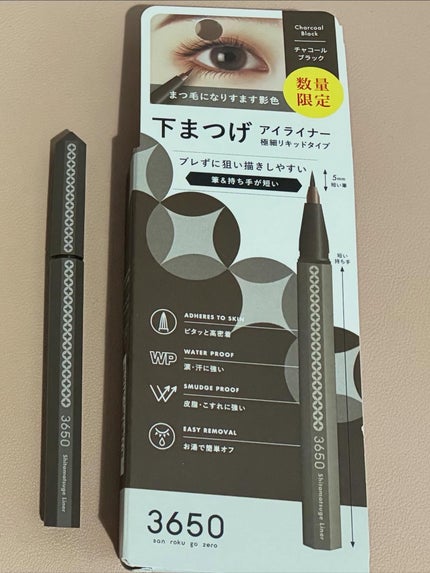 Charcoal
Black
チャコール
ブラック
数量
限定
まつ毛になりすます影色
下まつげ アイライナー
極細リキッドタイプ
ブレずに狙い描きしやすい
筆&持ち手が短い
5mm
短い筆
短い
持ち手
ADHERES TO SKIN
ピタッと高密着
WP
WATER PROOF
涙・汗に強い
SMUDGE PROOF
皮脂・こすれに強い
EASY REMOVAL
お湯で簡単オフ
3650
san roku go zero
3650 Shitamatsuge Liner
3650 Shitamatsuge Liner